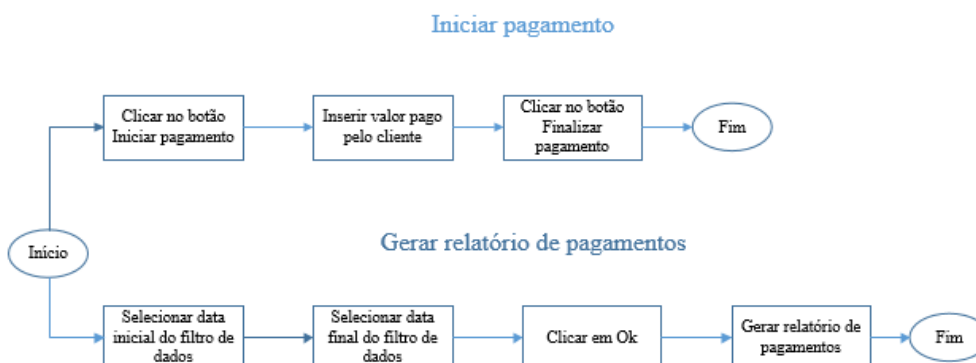 Iniciar pagamento
Clicar no botão
Iniciar pagamento
Inserir valor pago
pelo cliente
Clicar no botão
Finalizar
pagamento
Fim
Início
Gerar relatório de pagamentos
Selecionar data
inicial do filtro de
dados
Selecionar data
final do filtro de
dados
Clicar em Ok
Gerar relatório de
pagamentos
Fim